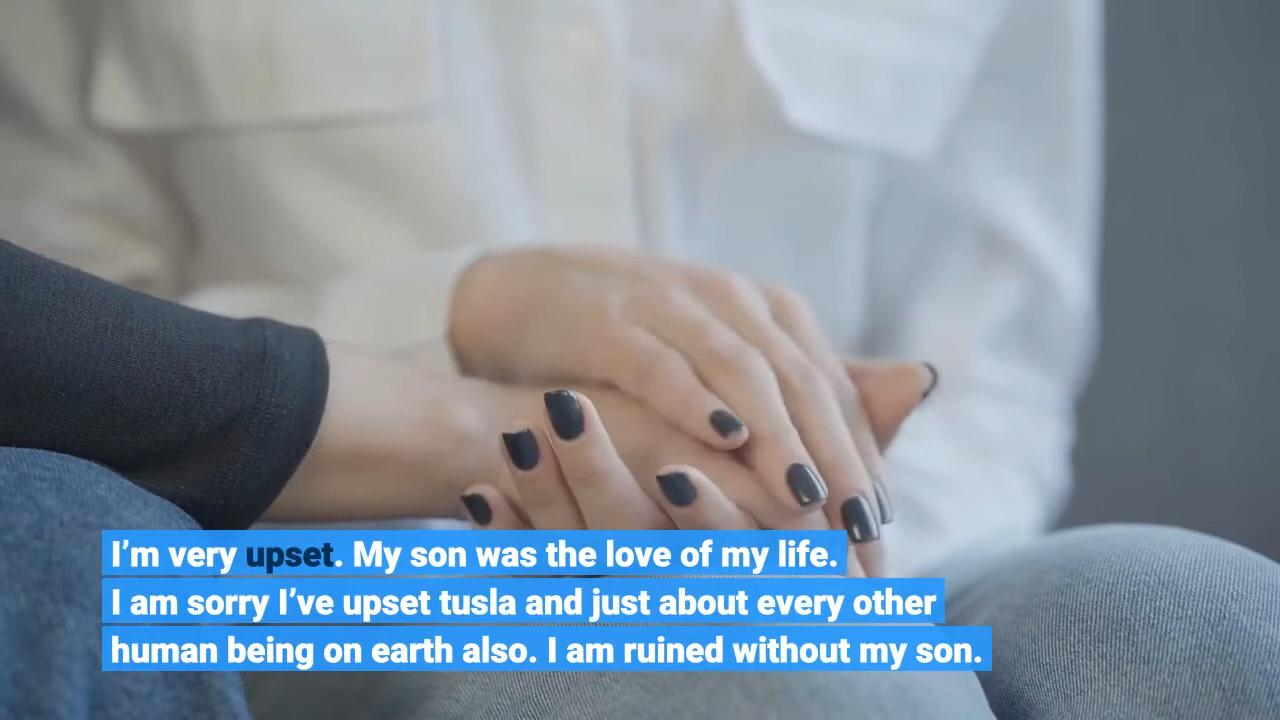 I’m very upset. My son was the love of my life.
I am sorry I’ve upset tusla and just about every other
human being on earth also. I am ruined without my son.